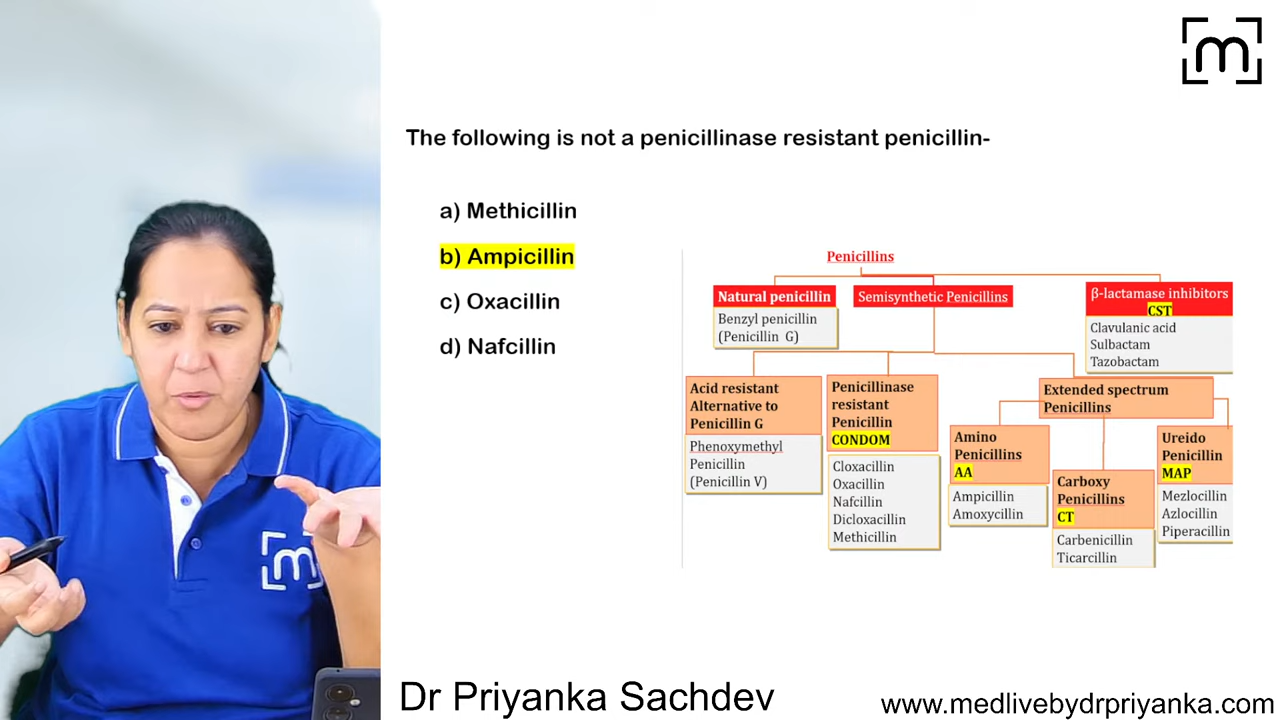 m
The following is not a penicillinase resistant penicillin-
a) Methicillin
b) Ampicillin
c) Oxacillin
d) Nafcillin
Penicillins
Natural penicillin
Benzyl penicillin
(Penicillin G)
Semisynthetic Penicillins
β-lactamase inhibitors
CST
Clavulanic acid
Sulbactam
Tazobactam
Acid resistant
Alternative to
Penicillin G
Phenoxymethyl
Penicillin
(Penicillin V)
Penicillinase
resistant
Penicillin
CONDOM
Cloxacillin
Oxacillin
Nafcillin
Dicloxacillin
Methicillin
Extended spectrum
Penicillins
Amino
Penicillins
AA
Ampicillin
Amoxycillin
Carboxy
Penicillins
CT
Carbenicillin
Ticarcillin
Ureido
Penicillin
MAP
Mezlocillin
Azlocillin
Piperacillin
m
Dr Priyanka Sachdev
www.medlivebydrpriyanka.com